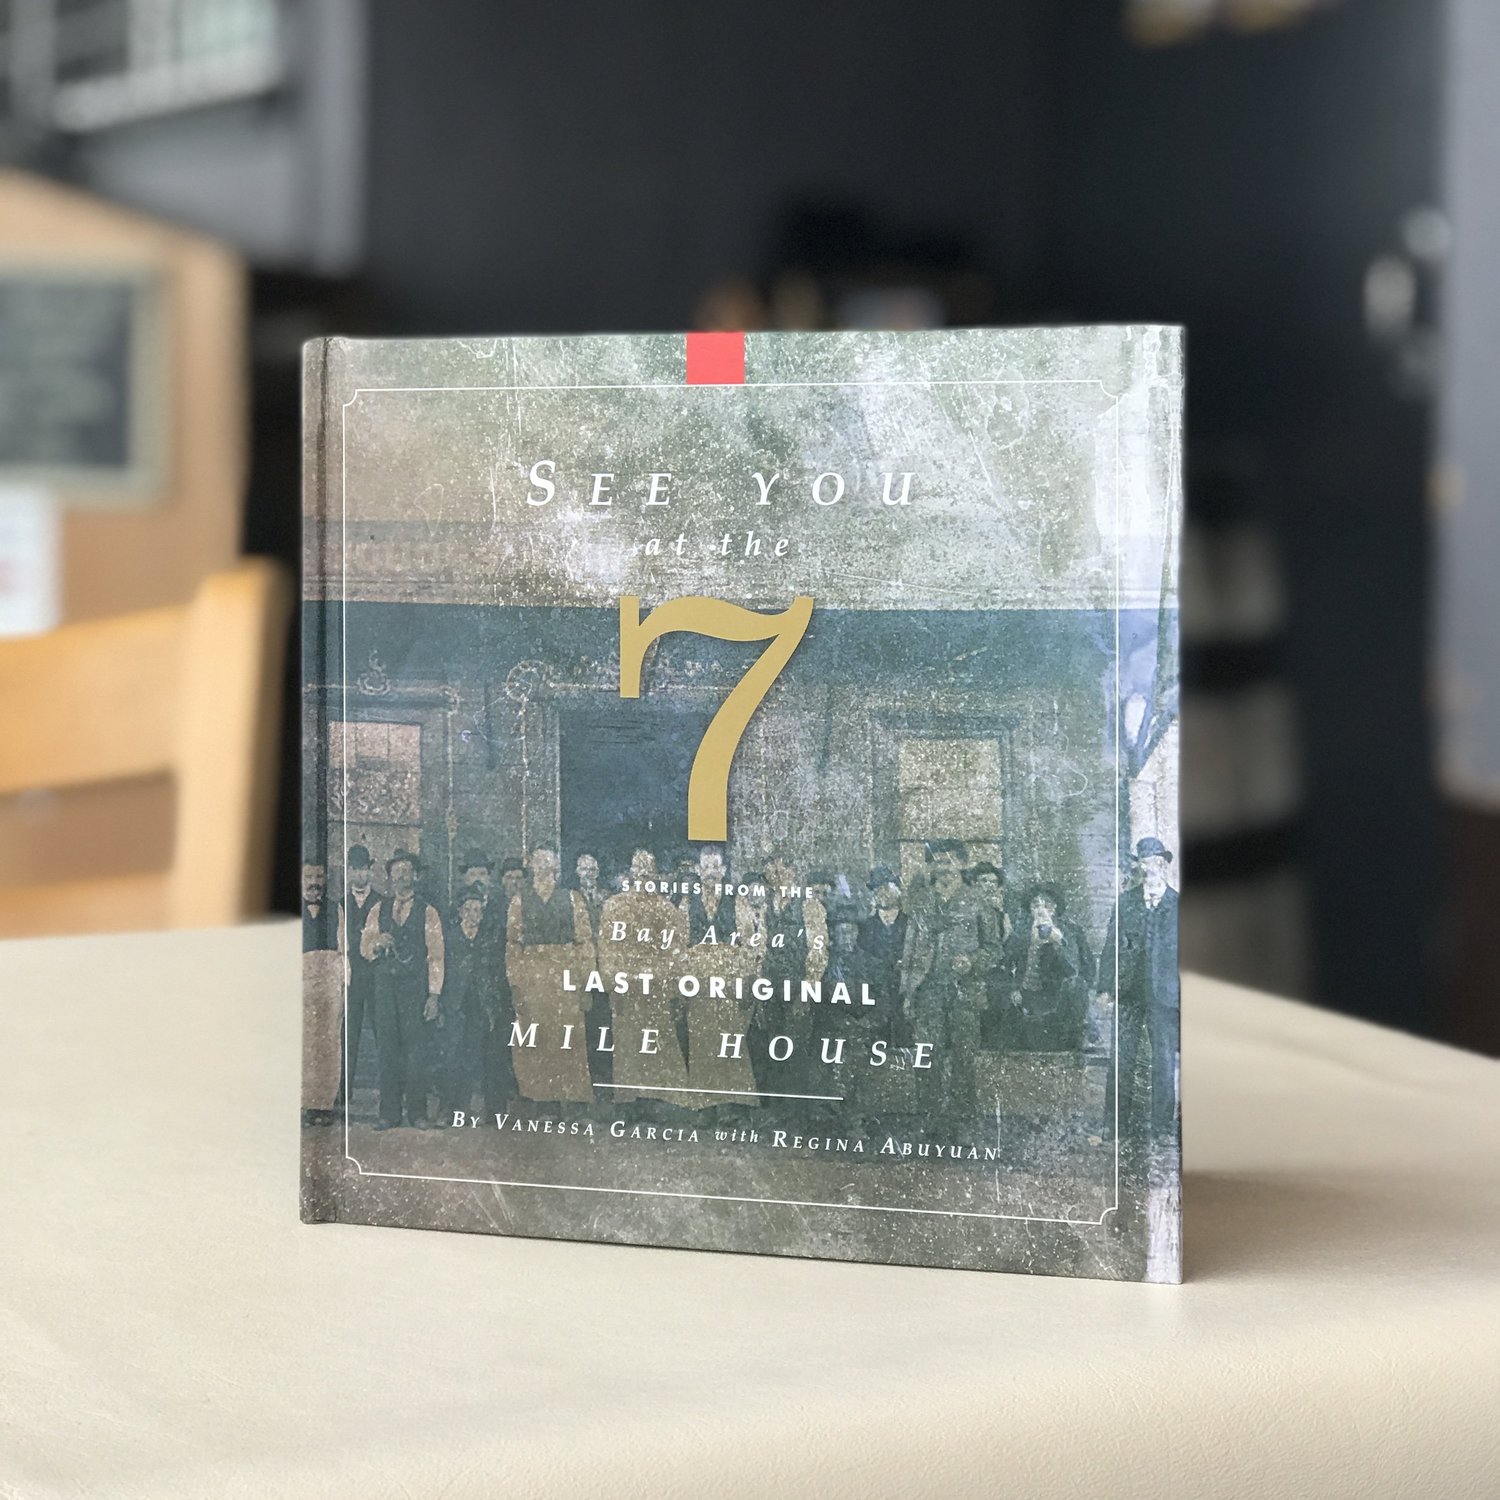 SEE YOU
at the
7
STORIES FROM THE
Bay Area's
LAST ORIGINAL
MILE HOUSE
BY VANESSA GARCIA with REGINA ABUYUAN